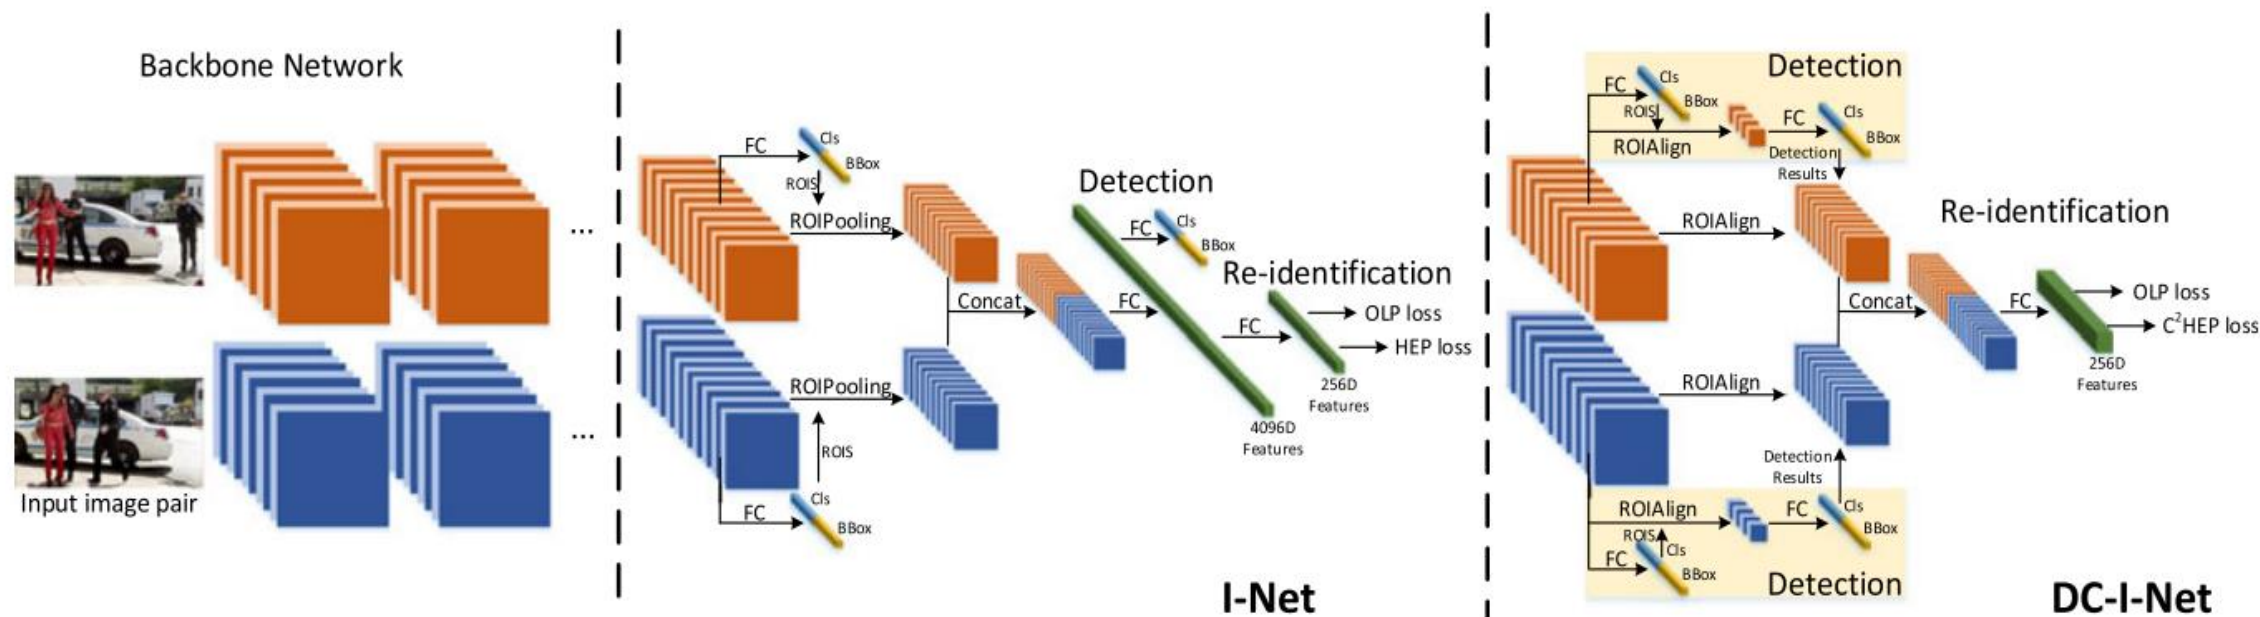 Backbone Network
...
...
Input image pair
FC
Cls
BBox
ROIS
ROIPooling
Concat
ROIPooling
ROIS
FC
Cls
BBox
FC
Detection
FC
Cls
BBox
Re-identification
FC
OLP loss
HEP loss
256D
Features
4096D
Features
I-Net
Detection
FC
Cls
BBox
ROIS
ROIAlign
FC
Cls
BBox
Detection
Results
ROIAlign
Re-identification
Concat
FC
OLP loss
C²HEP loss
256D
Features
ROIAlign
Detection
Results
ROIAlign
FC
Cls
BBox
ROIS
Cls
FC
BBox
Detection
DC-I-Net